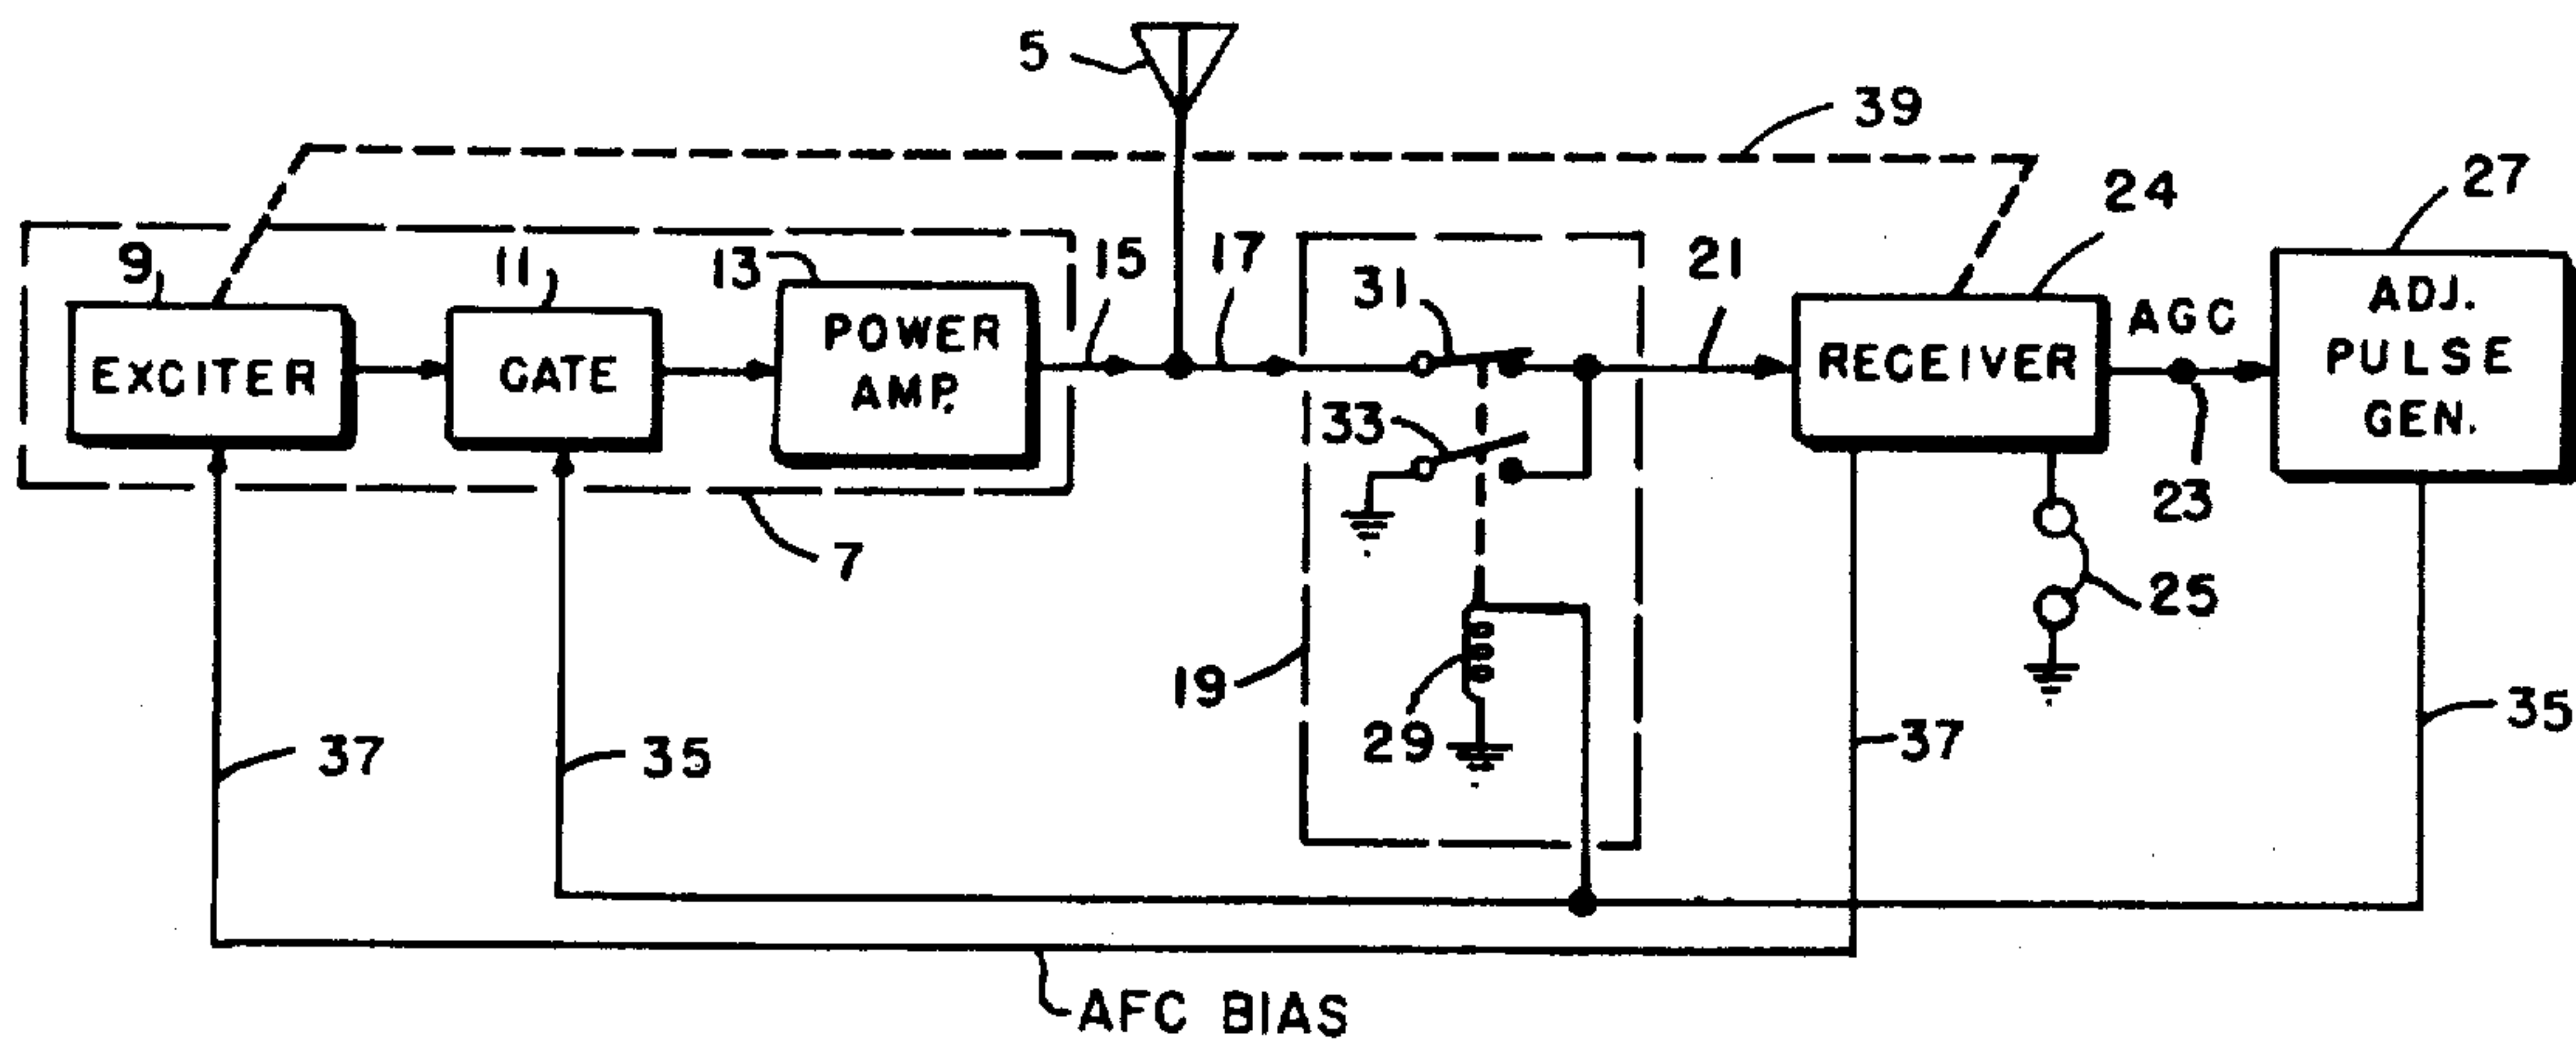 5
39
27
24
9
11
13
15
17
31
21
AGC
ADJ.
PULSE
GEN.
EXCITER
GATE
POWER
AMP.
RECEIVER
33
23
7
25
19
29
37
35
37
35
AFC BIAS